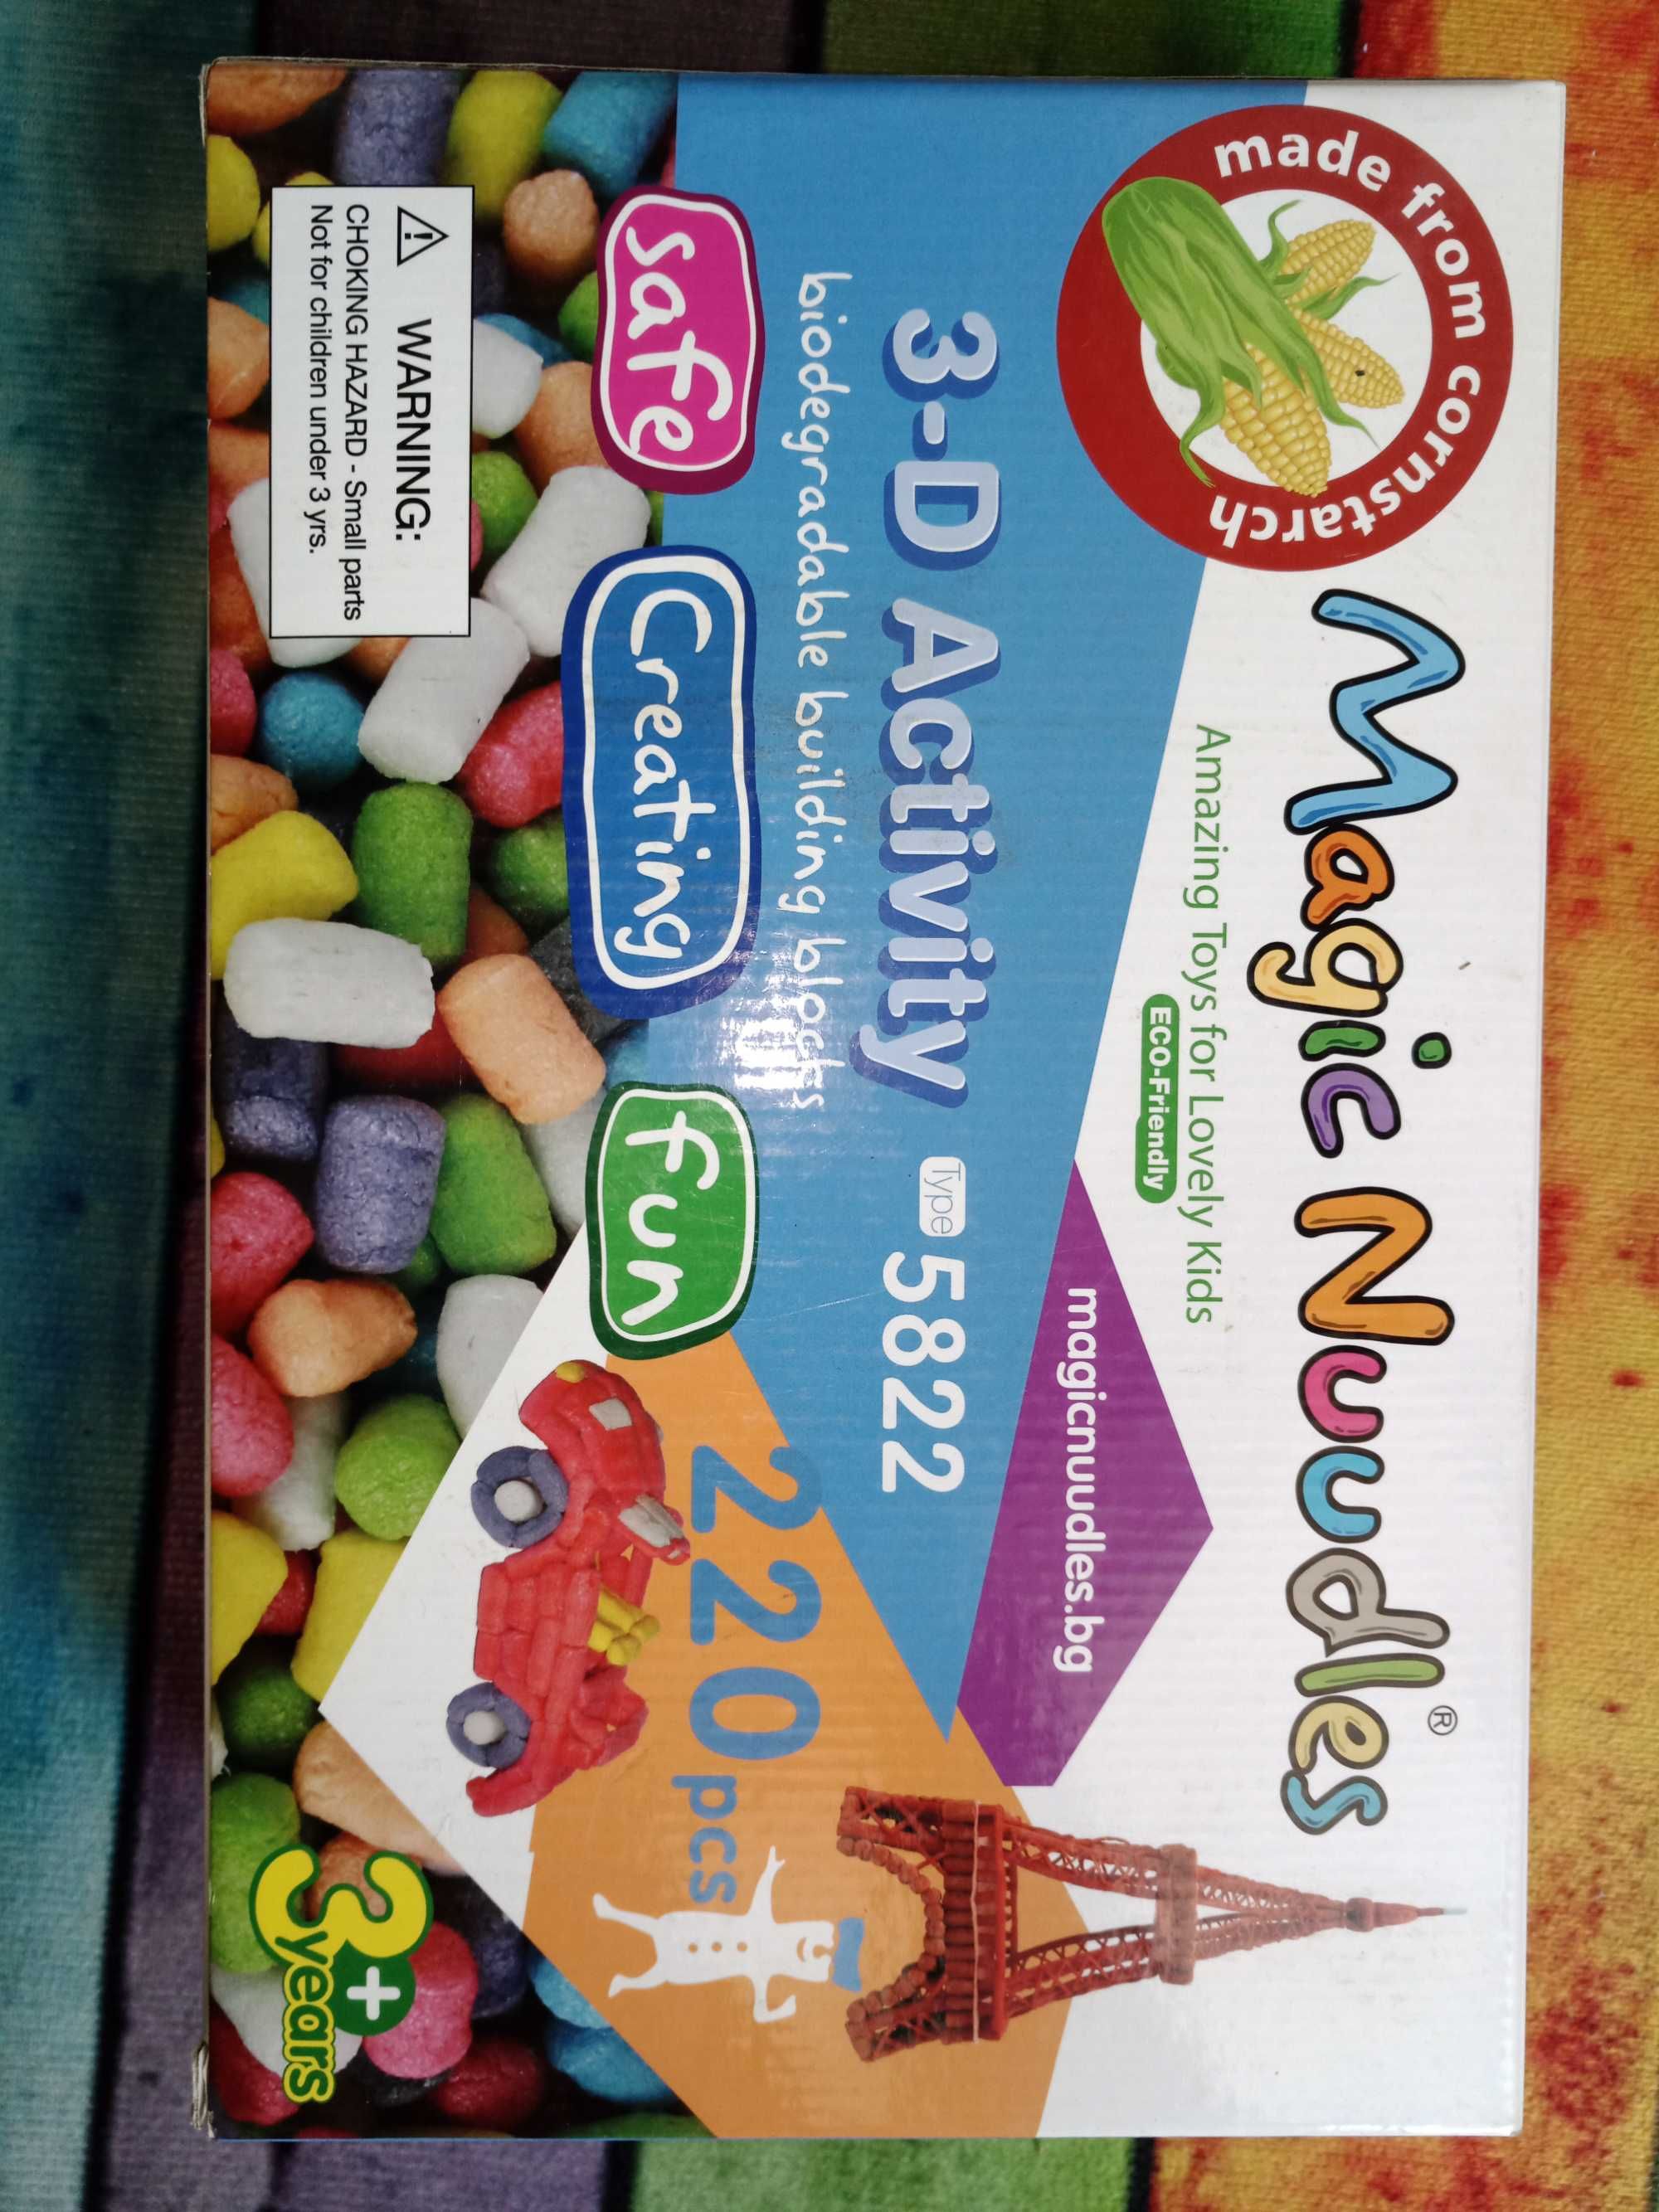 made from cornstarch
Magic Nuudles®
Amazing Toys for Lovely Kids
ECO-Friendly
magicnuudles.bg
3-D Activity Type 5822
biodegradable building blocks
safe
Creating
fun
220 pcs
WARNING:
CHOKING HAZARD - Small parts
Not for children under 3 yrs.
3+
3years